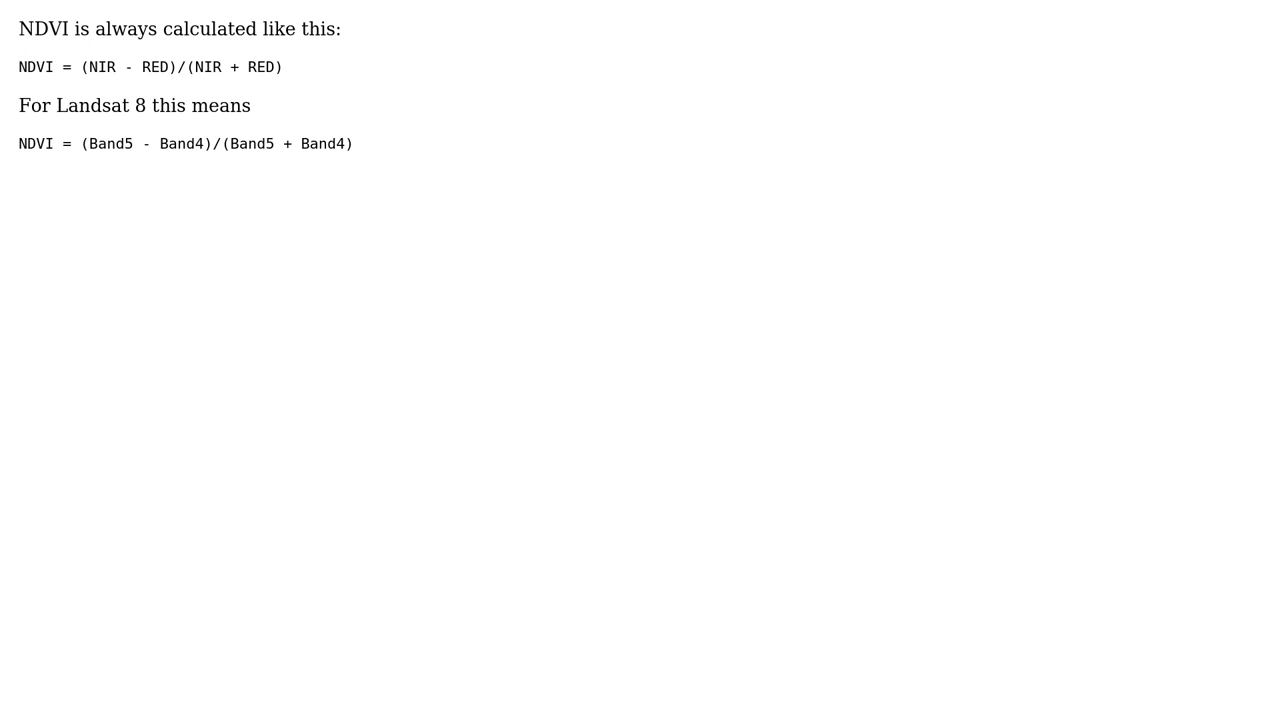 NDVI is always calculated like this:
NDVI = (NIR - RED)/(NIR + RED)
For Landsat 8 this means
NDVI = (Band5 - Band4)/(Band5 + Band4)